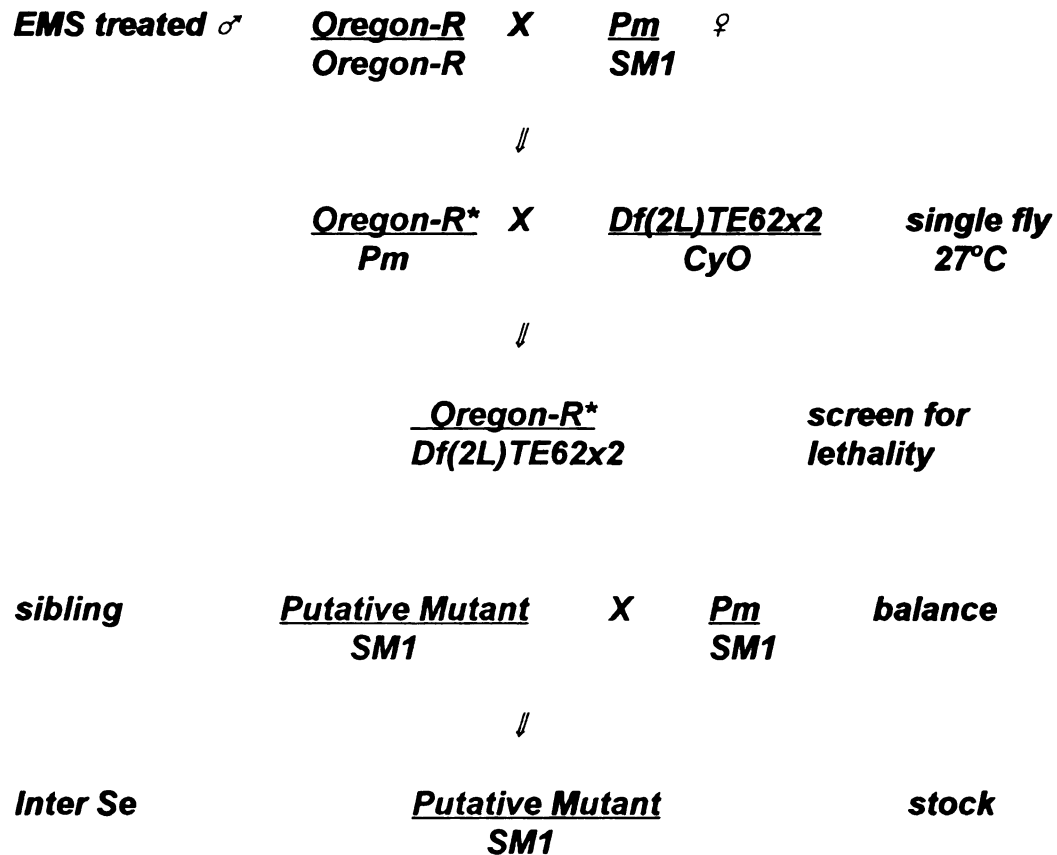 EMS treated ♂ Oregon-R X Pm ♀
Oregon-R SM1
⇓
Oregon-R* X Df(2L)TE62x2 single fly
Pm CyO 27°C
⇓
Oregon-R* screen for
Df(2L)TE62x2 lethality
sibling Putative Mutant X Pm balance
SM1 SM1
⇓
Inter Se Putative Mutant stock
SM1